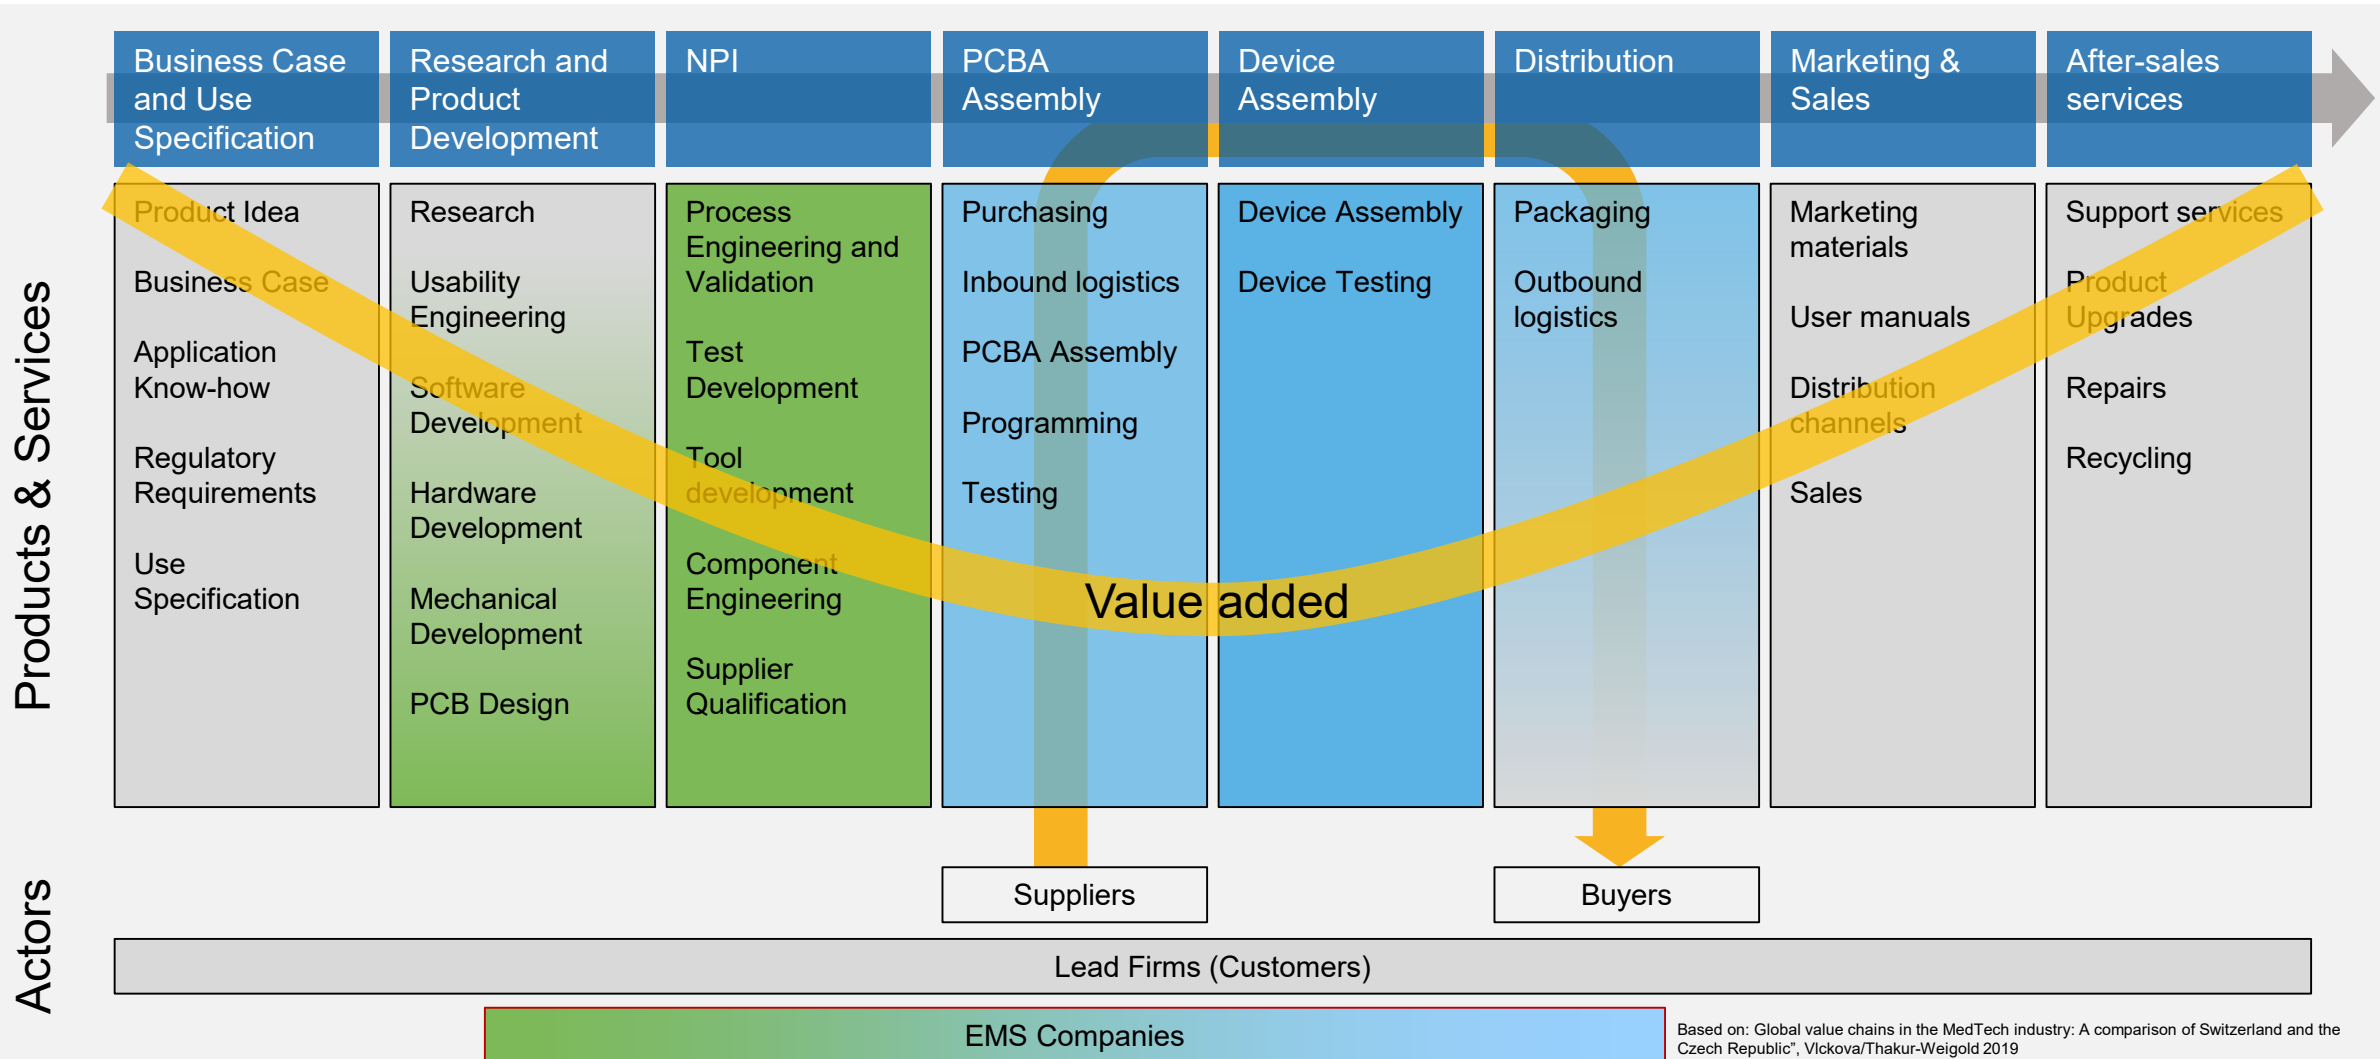 Business Case
and Use
Specification
Research and
Product
Development
NPI
PCBA
Assembly
Device
Assembly
Distribution
Marketing &
Sales
After-sales
services
Products & Services
Product Idea
Business Case
Application
Know-how
Regulatory
Requirements
Use
Specification
Research
Usability
Engineering
Software
Development
Hardware
Development
Mechanical
Development
PCB Design
Process
Engineering and
Validation
Test
Development
Tool
development
Component
Engineering
Supplier
Qualification
Purchasing
Inbound logistics
PCBA Assembly
Programming
Testing
Device Assembly
Device Testing
Packaging
Outbound
logistics
Marketing
materials
User manuals
Distribution
channels
Sales
Support services
Product
Upgrades
Repairs
Recycling
Value added
Actors
Suppliers
Buyers
Lead Firms (Customers)
EMS Companies
Based on: Global value chains in the MedTech industry: A comparison of Switzerland and the
Czech Republic”, Vlckova/Thakur-Weigold 2019